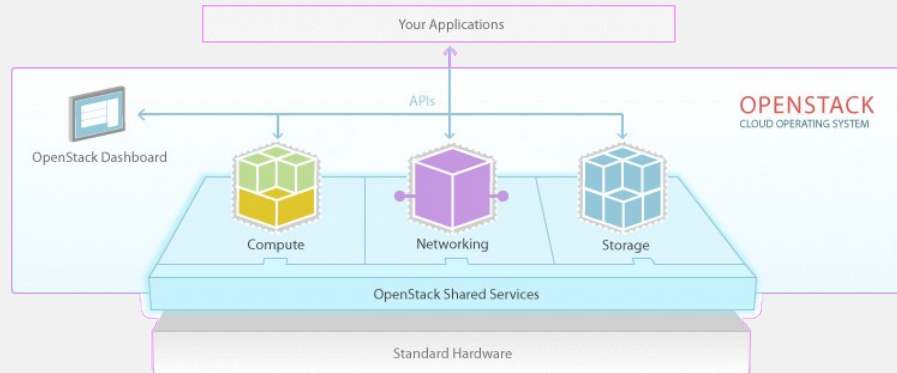 Your Applications
APIs
OPENSTACK
CLOUD OPERATING SYSTEM
OpenStack Dashboard
Compute
Networking
Storage
OpenStack Shared Services
Standard Hardware